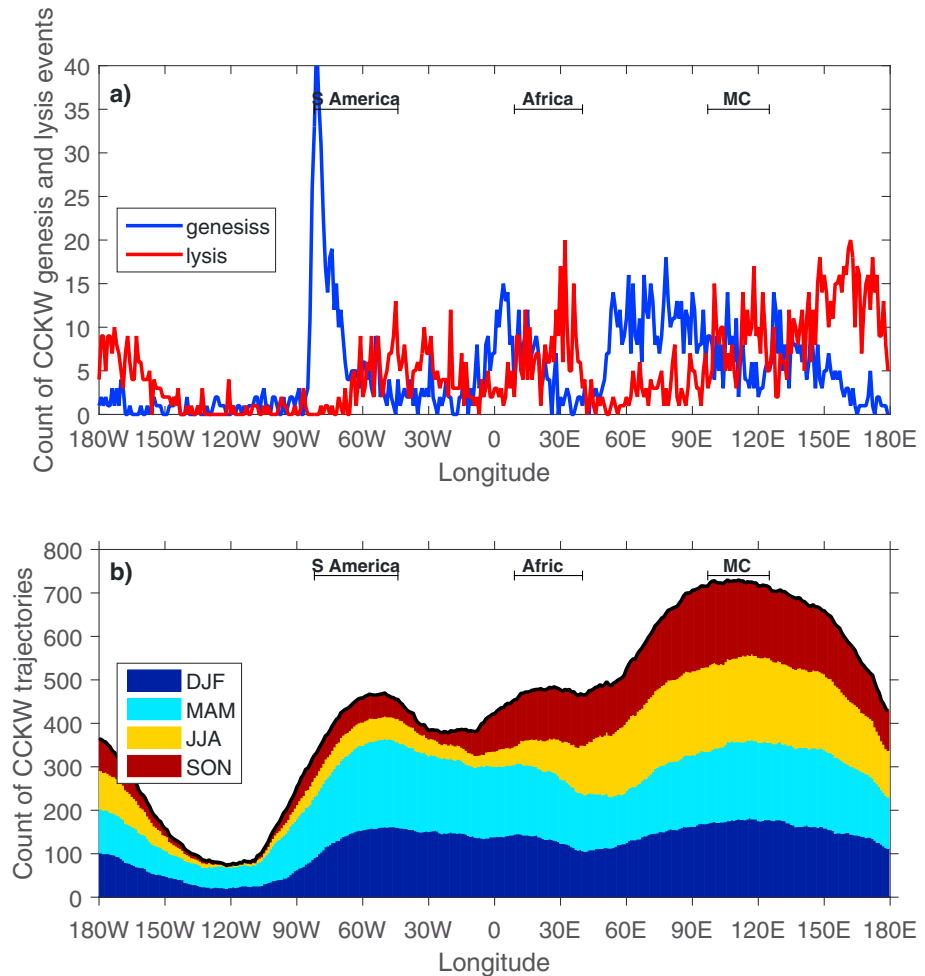 Count of CCKW genesis and lysis events
a)
S America
Africa
MC
40
35
30
25
20
15
10
5
0
genesiss
lysis
180W 150W 120W 90W 60W 30W 0 30E 60E 90E 120E 150E 180E
Longitude
Count of CCKW trajectories
b)
S America
Afric
MC
800
700
600
500
400
300
200
100
0
DJF
MAM
JJA
SON
180W 150W 120W 90W 60W 30W 0 30E 60E 90E 120E 150E 180E
Longitude